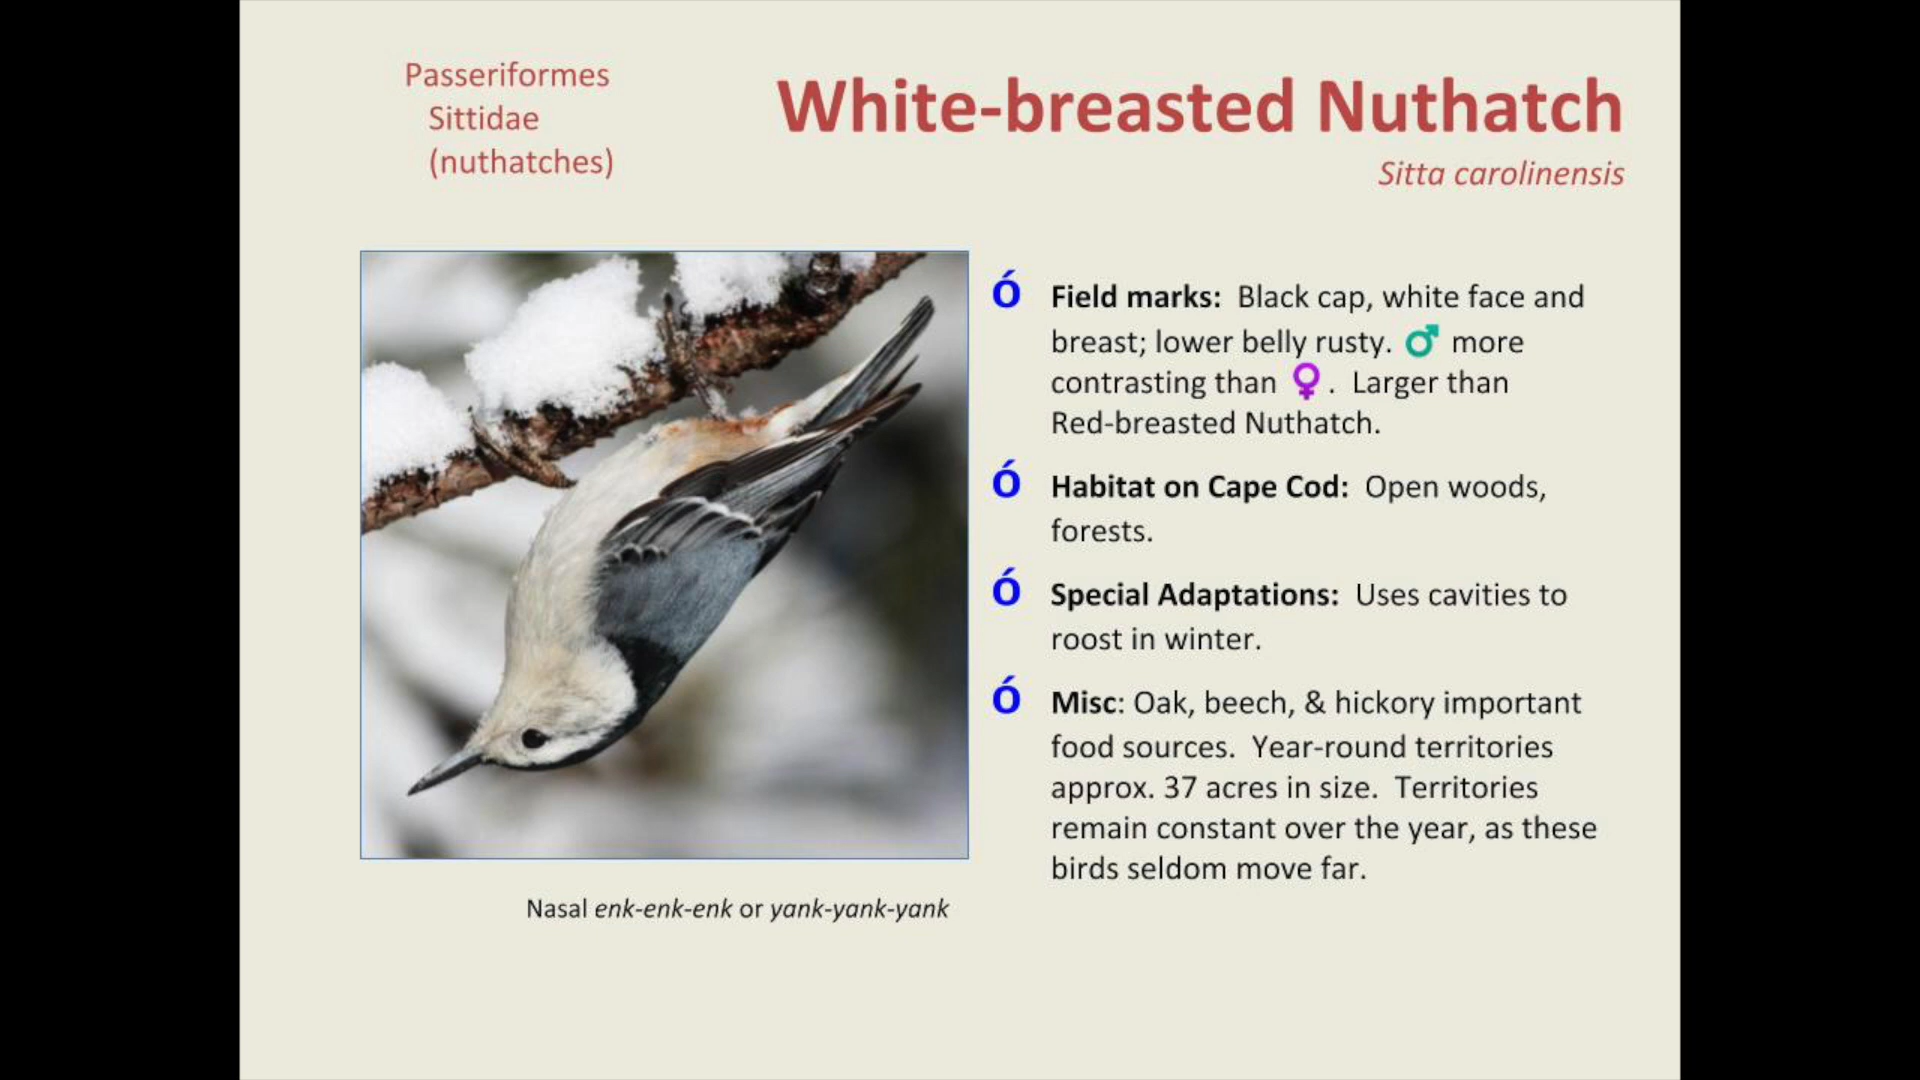 Passeriformes
Sittidae
(nuthatches)
White-breasted Nuthatch
Sitta carolinensis
Ó Field marks: Black cap, white face and
breast; lower belly rusty. ♂ more
contrasting than ♀. Larger than
Red-breasted Nuthatch.
Ó Habitat on Cape Cod: Open woods,
forests.
Ó Special Adaptations: Uses cavities to
roost in winter.
Ó Misc: Oak, beech, & hickory important
food sources. Year-round territories
approx. 37 acres in size. Territories
remain constant over the year, as these
birds seldom move far.
Nasal enk-enk-enk or yank-yank-yank